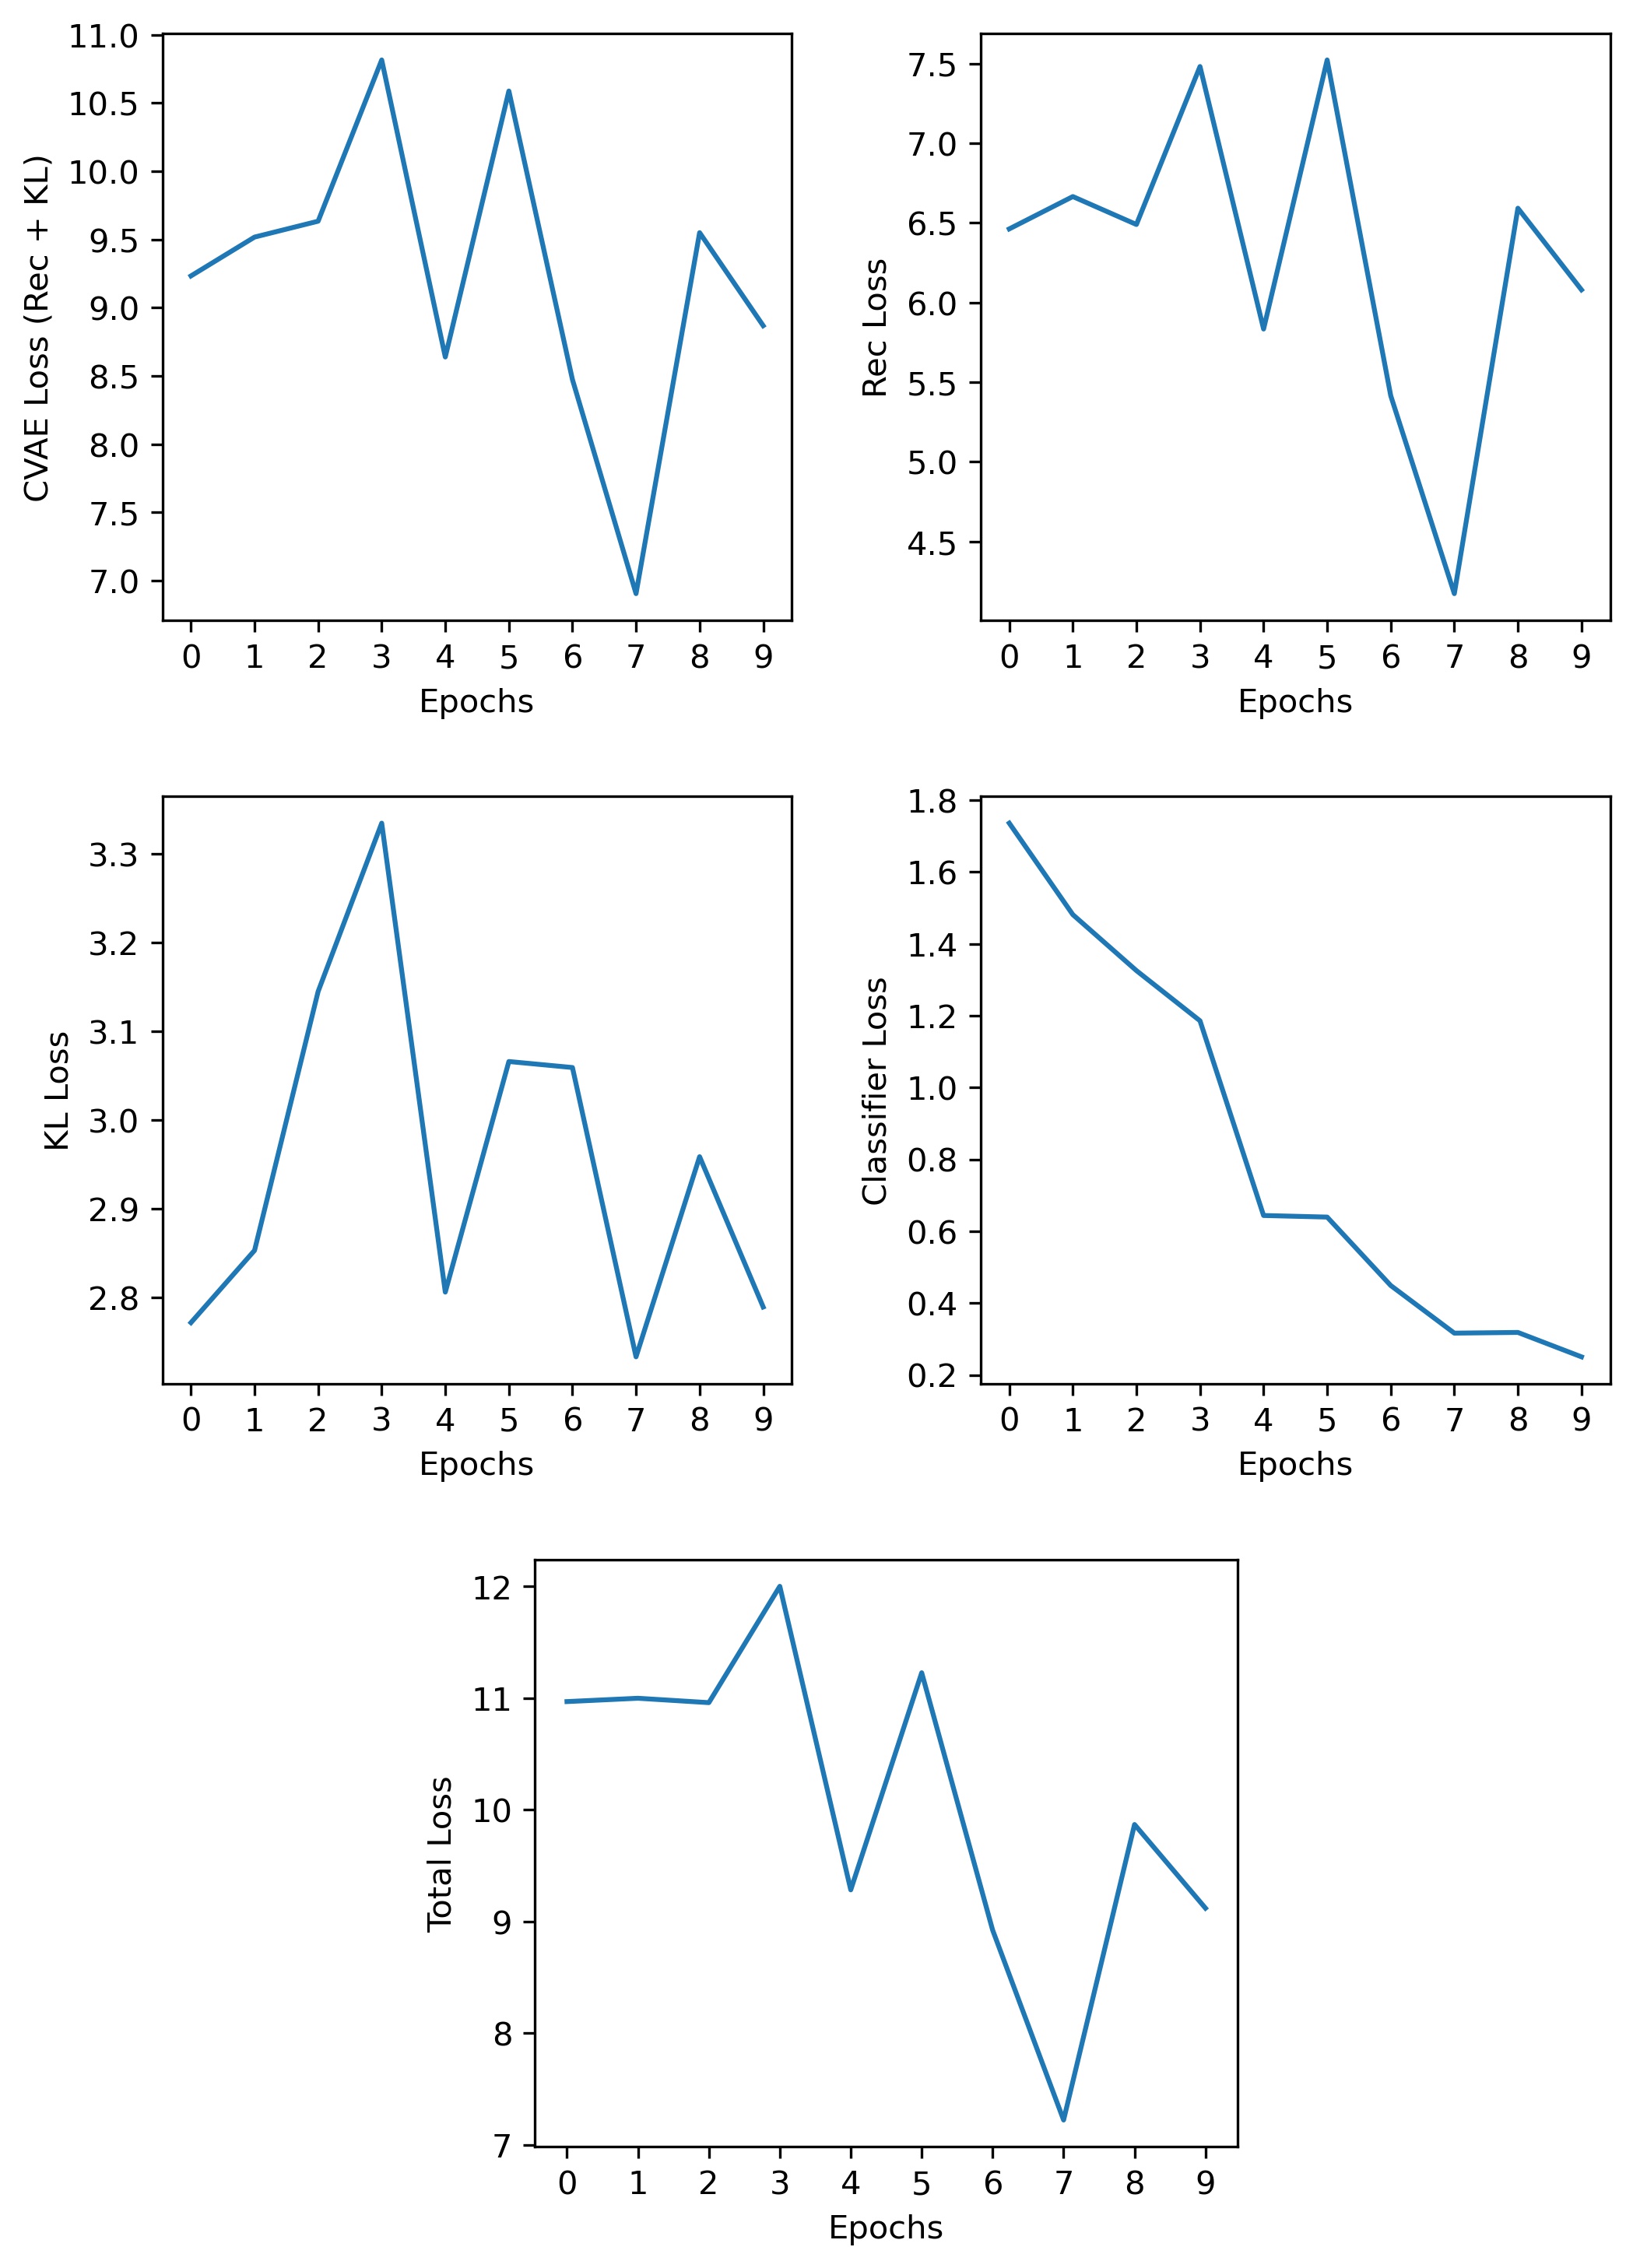 CVAE Loss (Rec + KL)
11.0
10.5
10.0
9.5
9.0
8.5
8.0
7.5
7.0
0 1 2 3 4 5 6 7 8 9
Epochs
Rec Loss
7.5
7.0
6.5
6.0
5.5
5.0
4.5
0 1 2 3 4 5 6 7 8 9
Epochs
KL Loss
3.3
3.2
3.1
3.0
2.9
2.8
0 1 2 3 4 5 6 7 8 9
Epochs
Classifier Loss
1.8
1.6
1.4
1.2
1.0
0.8
0.6
0.4
0.2
0 1 2 3 4 5 6 7 8 9
Epochs
Total Loss
12
11
10
9
8
7
0 1 2 3 4 5 6 7 8 9
Epochs